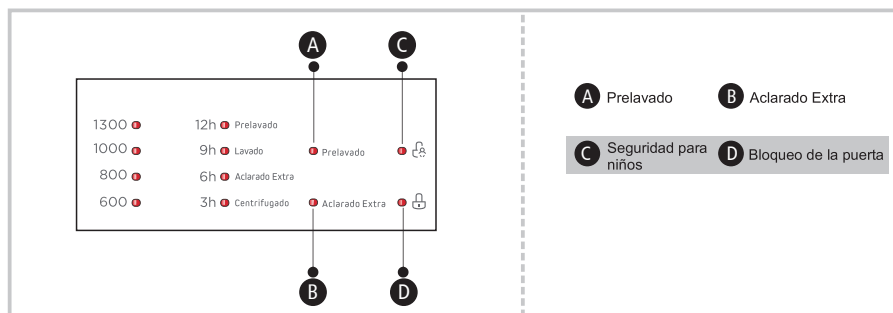 A C
1300 12h Prelavado
1000 9h Lavado Prelavado
800 6h Aclarado Extra
600 3h Centrifugado Aclarado Extra
B D
A Prelavado B Aclarado Extra
C Seguridad para niños D Bloqueo de la puerta